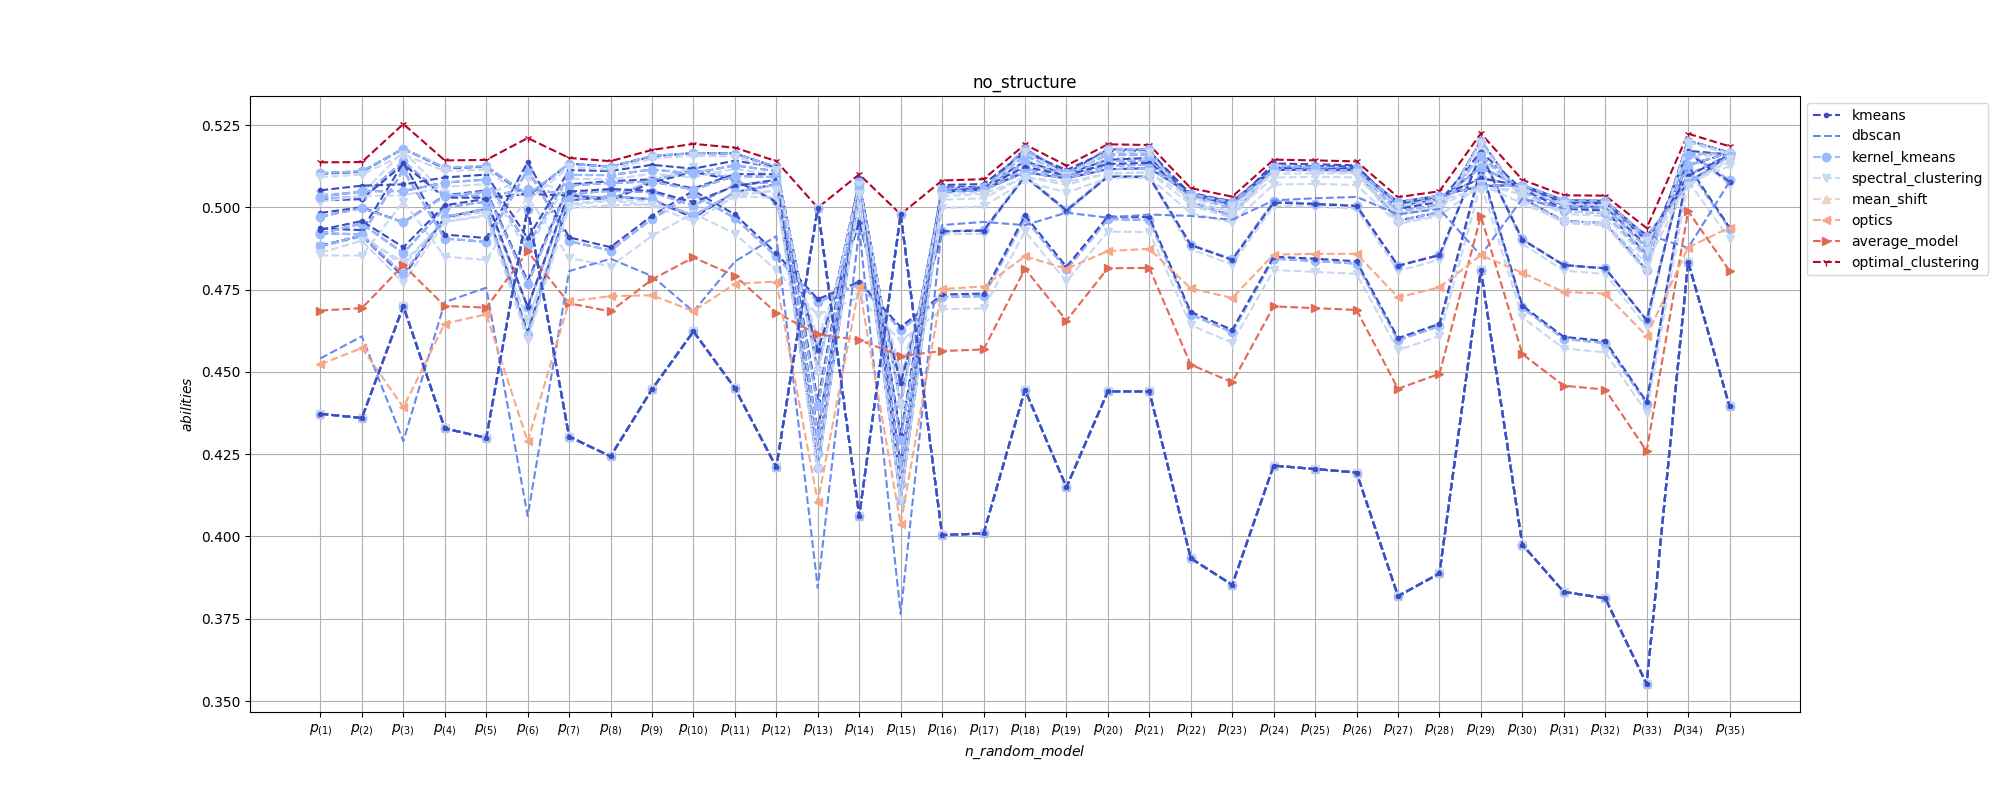 no_structure
0.525
0.500
0.475
0.450
0.425
0.400
0.375
0.350
abilities
p(1) p(2) p(3) p(4) p(5) p(6) p(7) p(8) p(9) p(10) p(11) p(12) p(13) p(14) p(15) p(16) p(17) p(18) p(19) p(20) p(21) p(22) p(23) p(24) p(25) p(26) p(27) p(28) p(29) p(30) p(31) p(32) p(33) p(34) p(35)
n_random_model
kmeans
dbscan
kernel_kmeans
spectral_clustering
mean_shift
optics
average_model
optimal_clustering